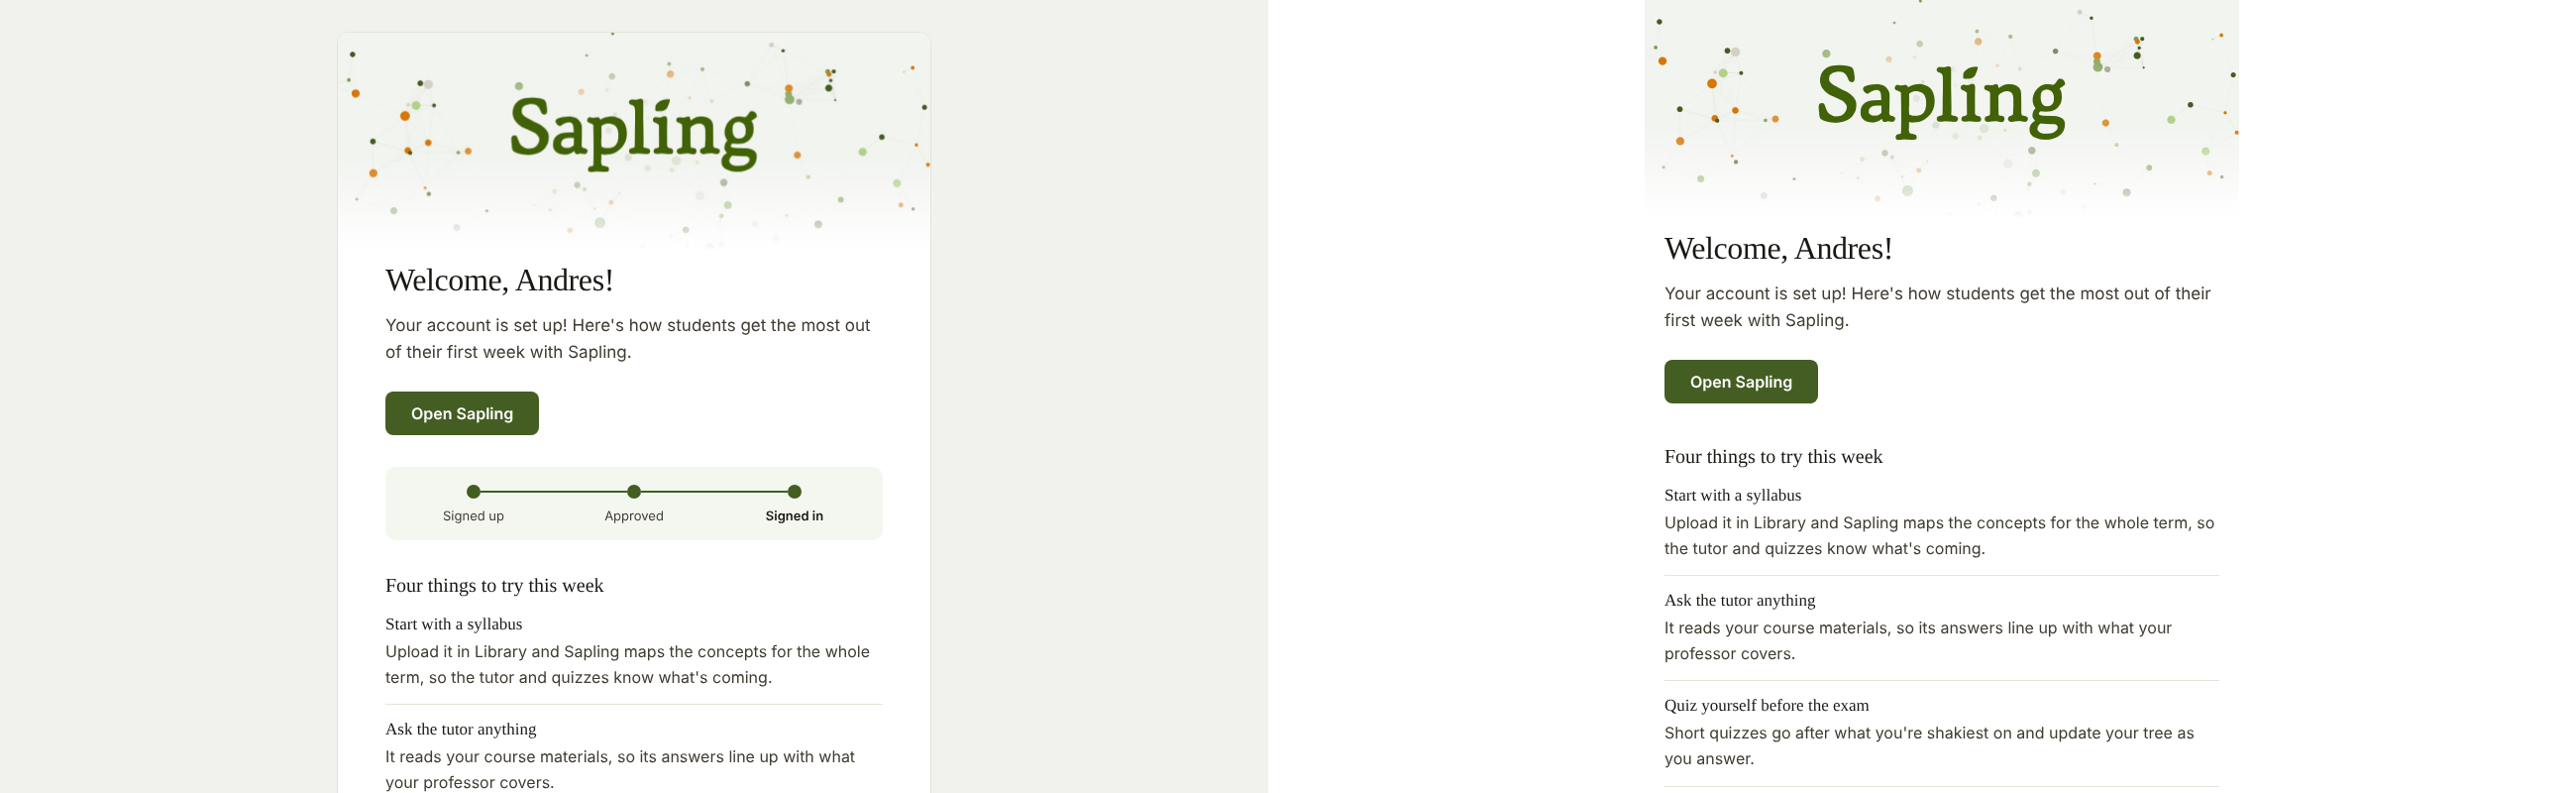 Sapling
Welcome, Andres!
Your account is set up! Here's how students get the most out
of their first week with Sapling.
Open Sapling
Signed up
Approved
Signed in
Four things to try this week
Start with a syllabus
Upload it in Library and Sapling maps the concepts for the whole
term, so the tutor and quizzes know what's coming.
Ask the tutor anything
It reads your course materials, so its answers line up with what
your professor covers.
Sapling
Welcome, Andres!
Your account is set up! Here's how students get the most out of their
first week with Sapling.
Open Sapling
Four things to try this week
Start with a syllabus
Upload it in Library and Sapling maps the concepts for the whole term, so
the tutor and quizzes know what's coming.
Ask the tutor anything
It reads your course materials, so its answers line up with what your
professor covers.
Quiz yourself before the exam
Short quizzes go after what you're shakiest on and update your tree as
you answer.